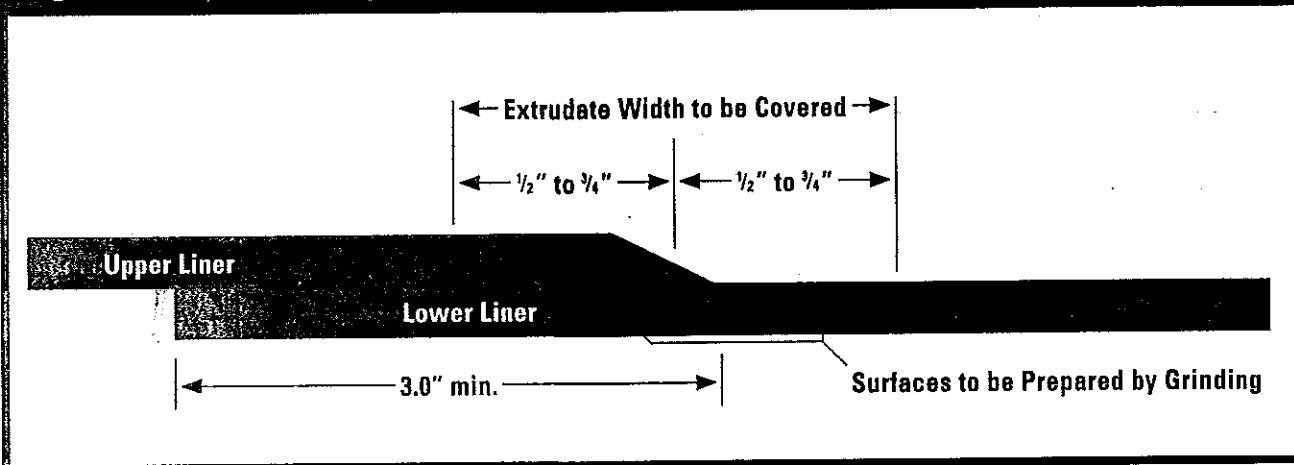 Extrudate Width to be Covered
½" to ¾" ½" to ¾"
Upper Liner
Lower Liner
3.0" min.
Surfaces to be Prepared by Grinding